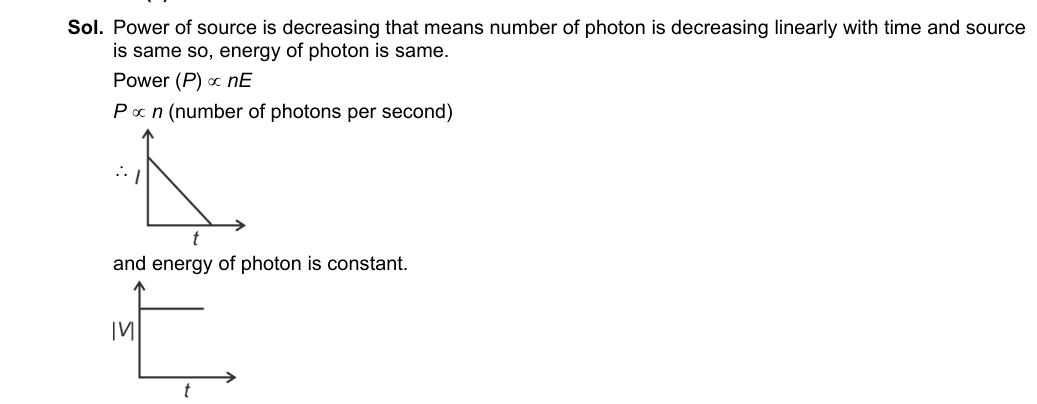 Sol. Power of source is decreasing that means number of photon is decreasing linearly with time and source
is same so, energy of photon is same.
Power (P) ∝ nE
P ∝ n (number of photons per second)
∴ I
t
and energy of photon is constant.
|V|
t